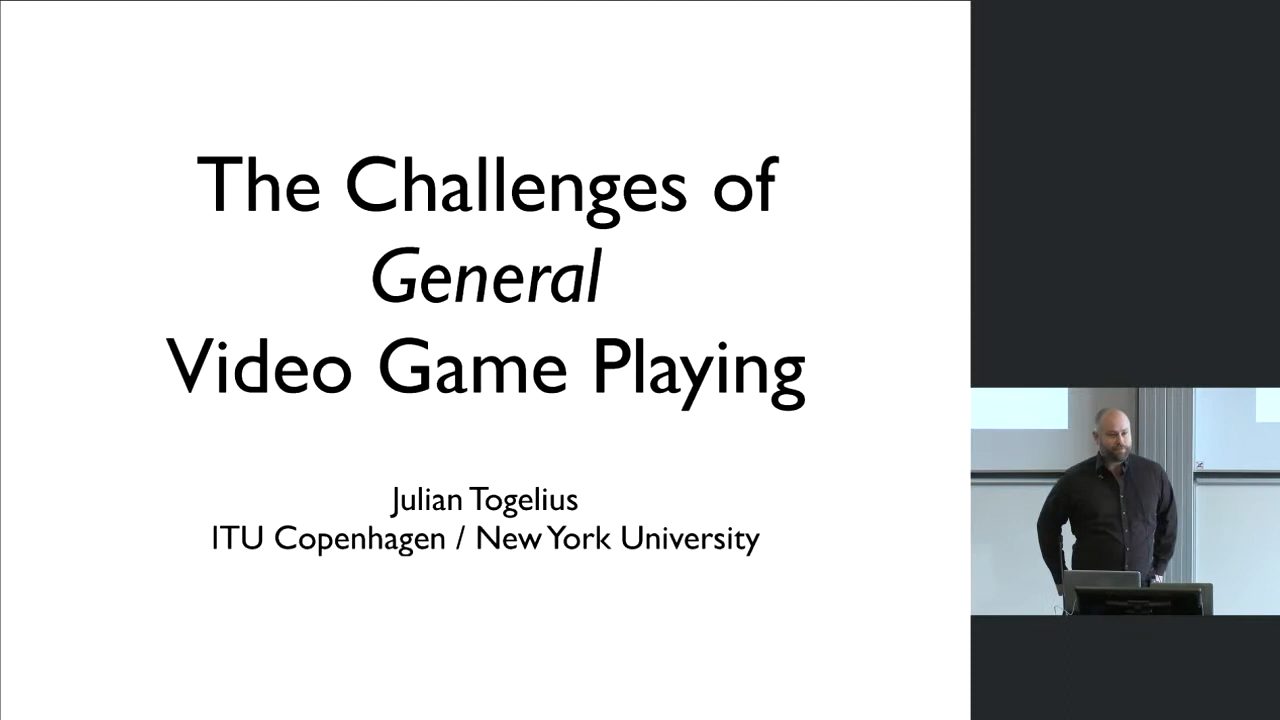 The Challenges of
General
Video Game Playing
Julian Togelius
ITU Copenhagen / New York University